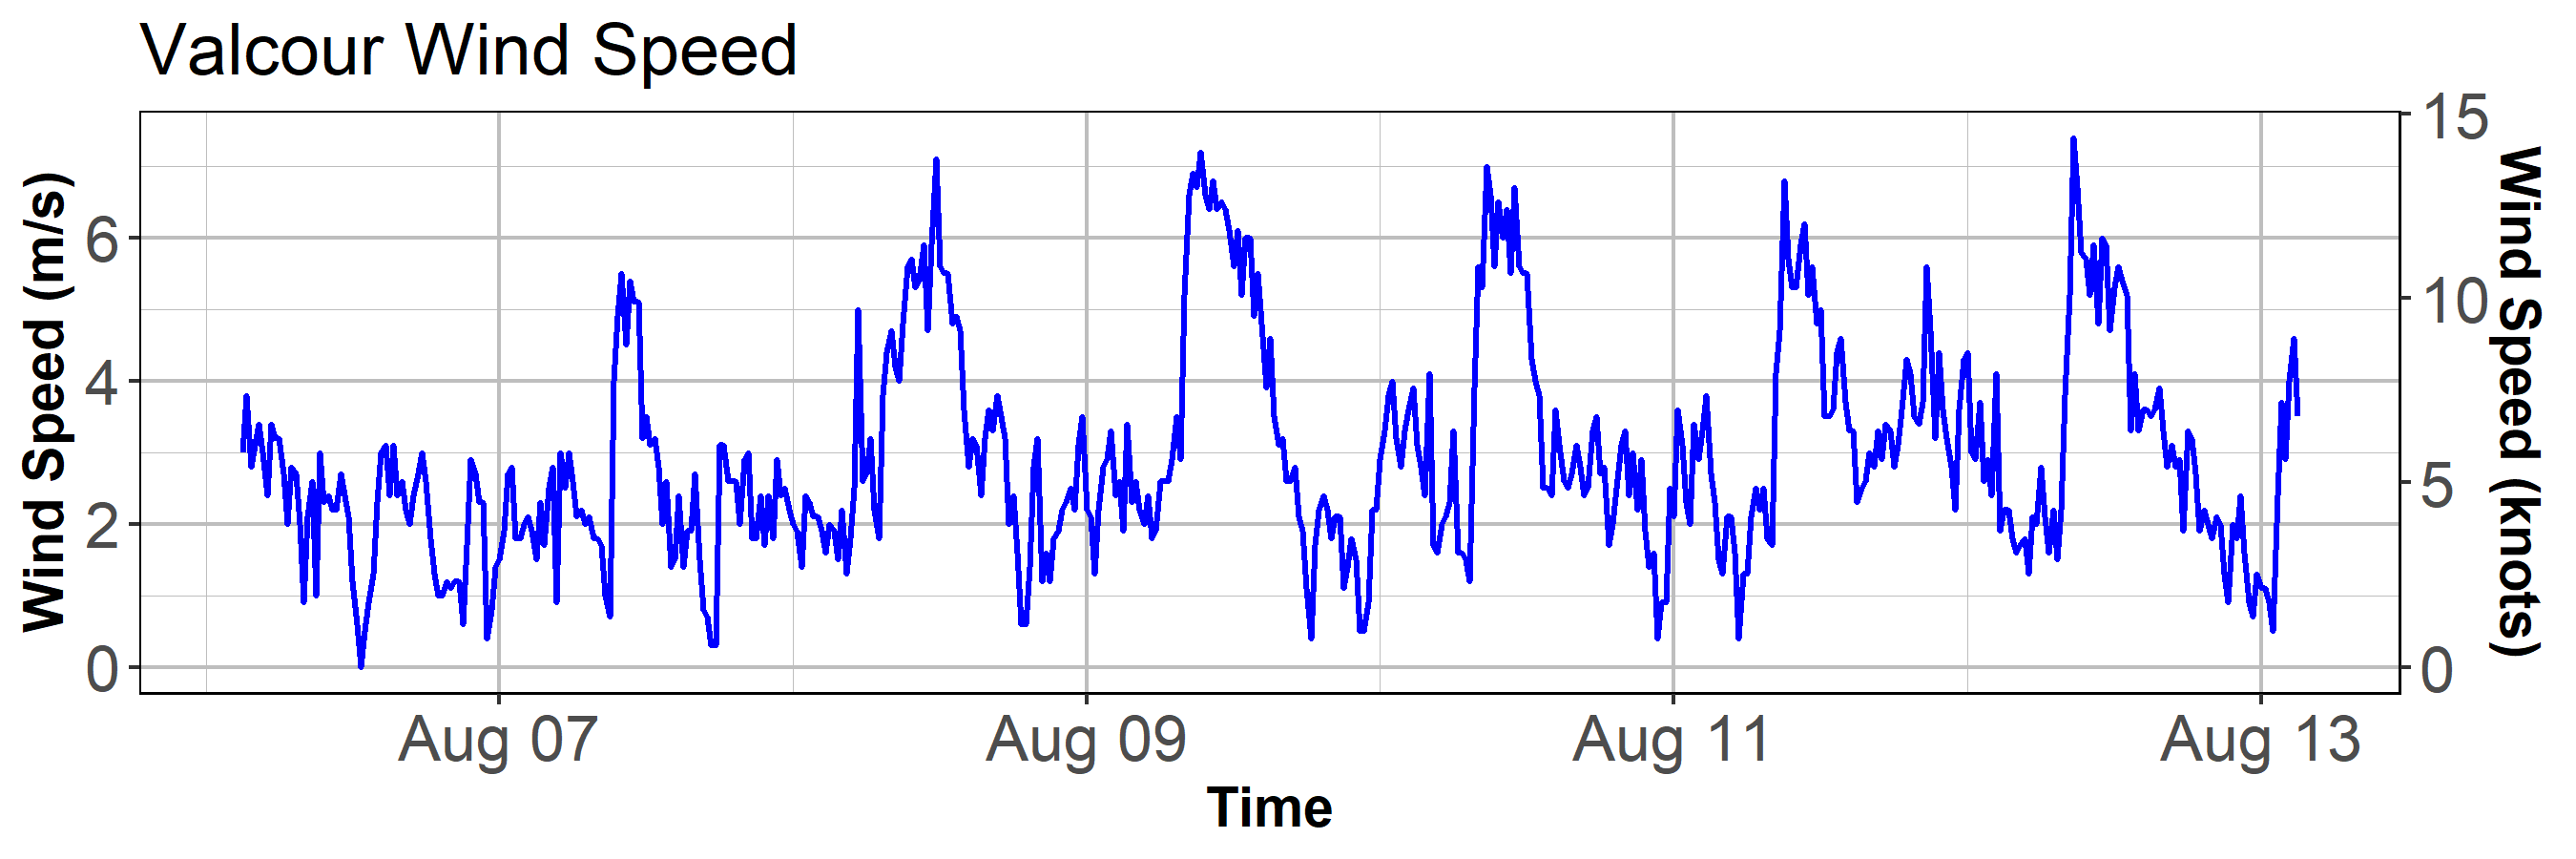 Valcour Wind Speed
Wind Speed (m/s)
6
4
2
0
15
10
5
0
Wind Speed (knots)
Aug 07
Aug 09
Aug 11
Aug 13
Time